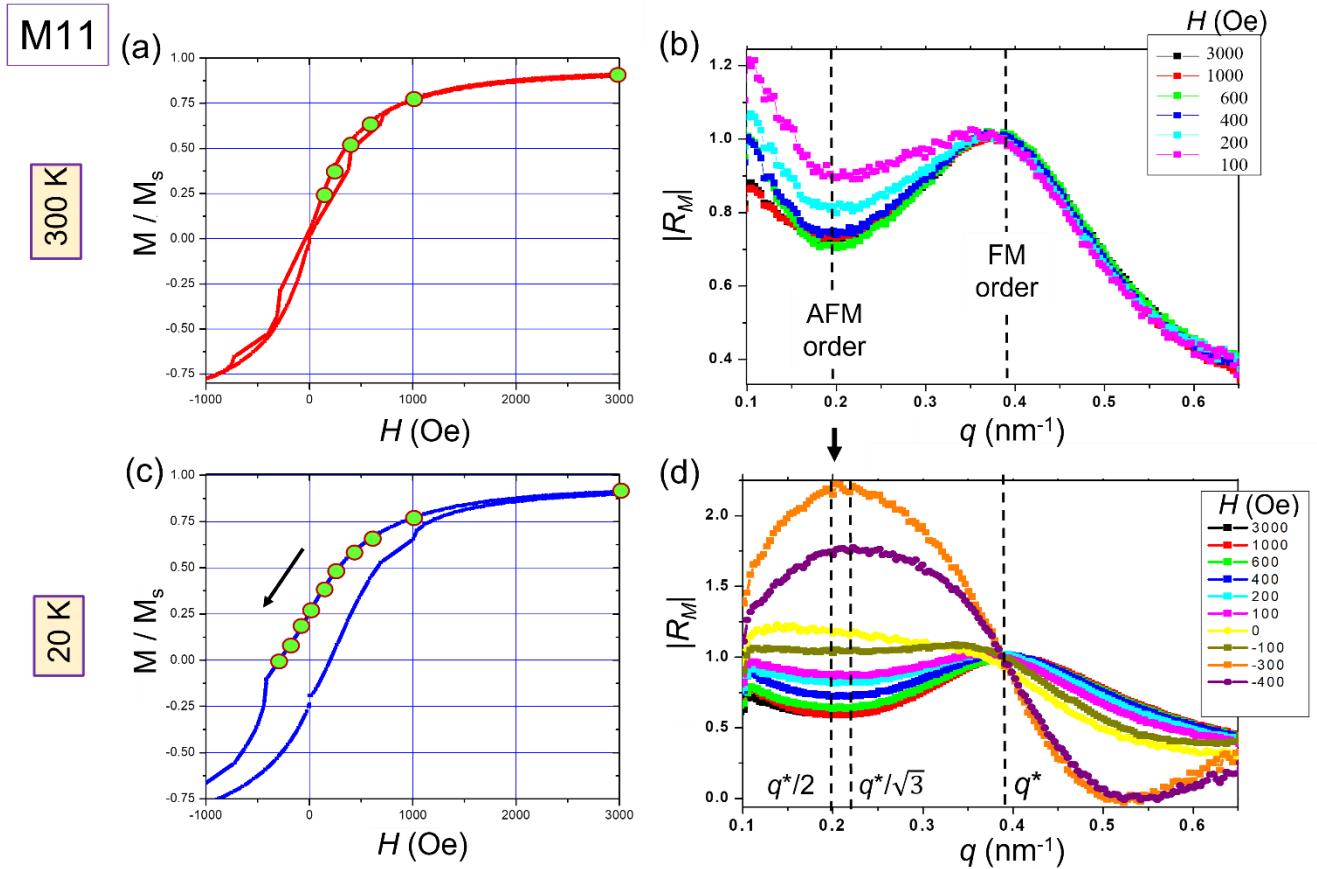 M11
(a)
(b)
H (Oe)
3000
1000
600
400
200
100
300 K
M / Ms
1.00
0.75
0.50
0.25
0.00
-0.25
-0.50
-0.75
-1000
0
1000
2000
3000
H (Oe)
|RM|
1.2
1.0
0.8
0.6
0.4
AFM
order
FM
order
0.1
0.2
0.3
0.4
0.5
0.6
q (nm-1)
(c)
(d)
20 K
M / Ms
1.00
0.75
0.50
0.25
0.00
-0.25
-0.50
-0.75
-1000
0
1000
2000
3000
H (Oe)
|RM|
2.0
1.5
1.0
0.5
0.0
q*/2
q*/√3
q*
0.1
0.2
0.3
0.4
0.5
0.6
q (nm-1)
H (Oe)
3000
1000
600
400
200
100
0
-100
-300
-400